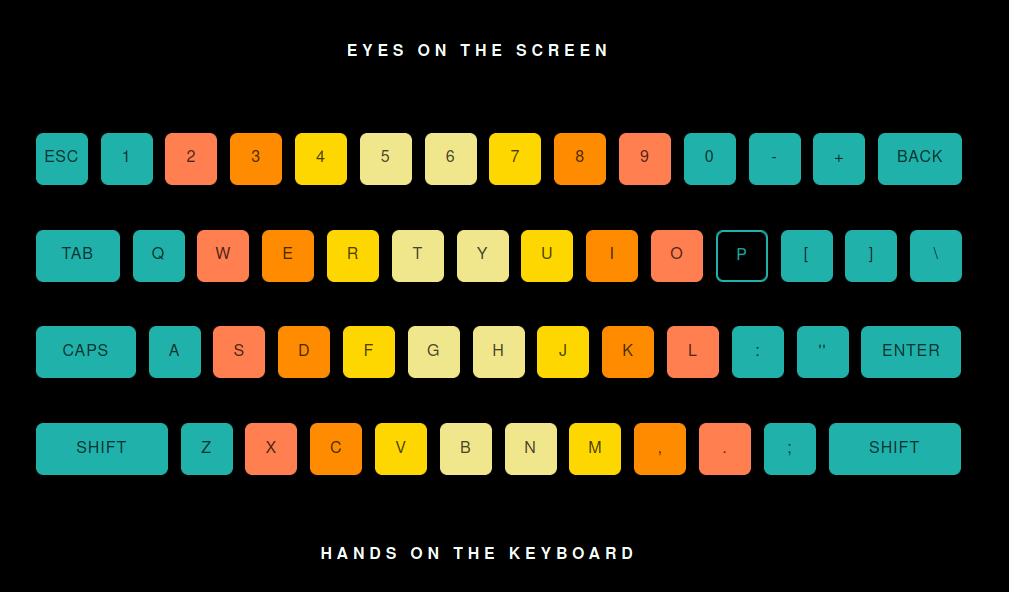 EYES ON THE SCREEN
ESC 1 2 3 4 5 6 7 8 9 0 - + BACK
TAB Q W E R T Y U I O P [ ] \
CAPS A S D F G H J K L : " ENTER
SHIFT Z X C V B N M , . ; SHIFT
HANDS ON THE KEYBOARD